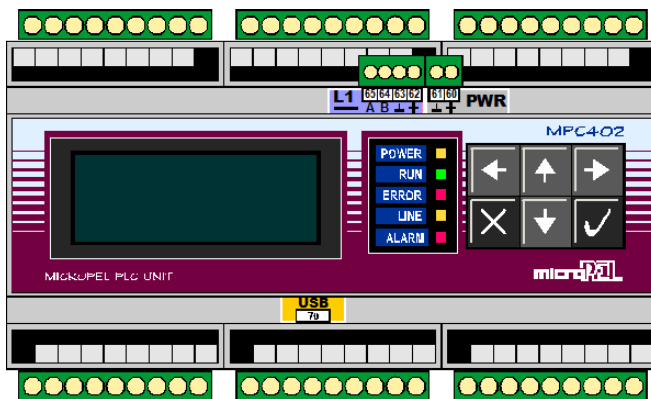 L1 65 64 63 62 61 60 PWR
A B
MPC402
POWER
RUN
ERROR
LINE
ALARM
MICROPEL PLC UNIT
microPEL
USB
70